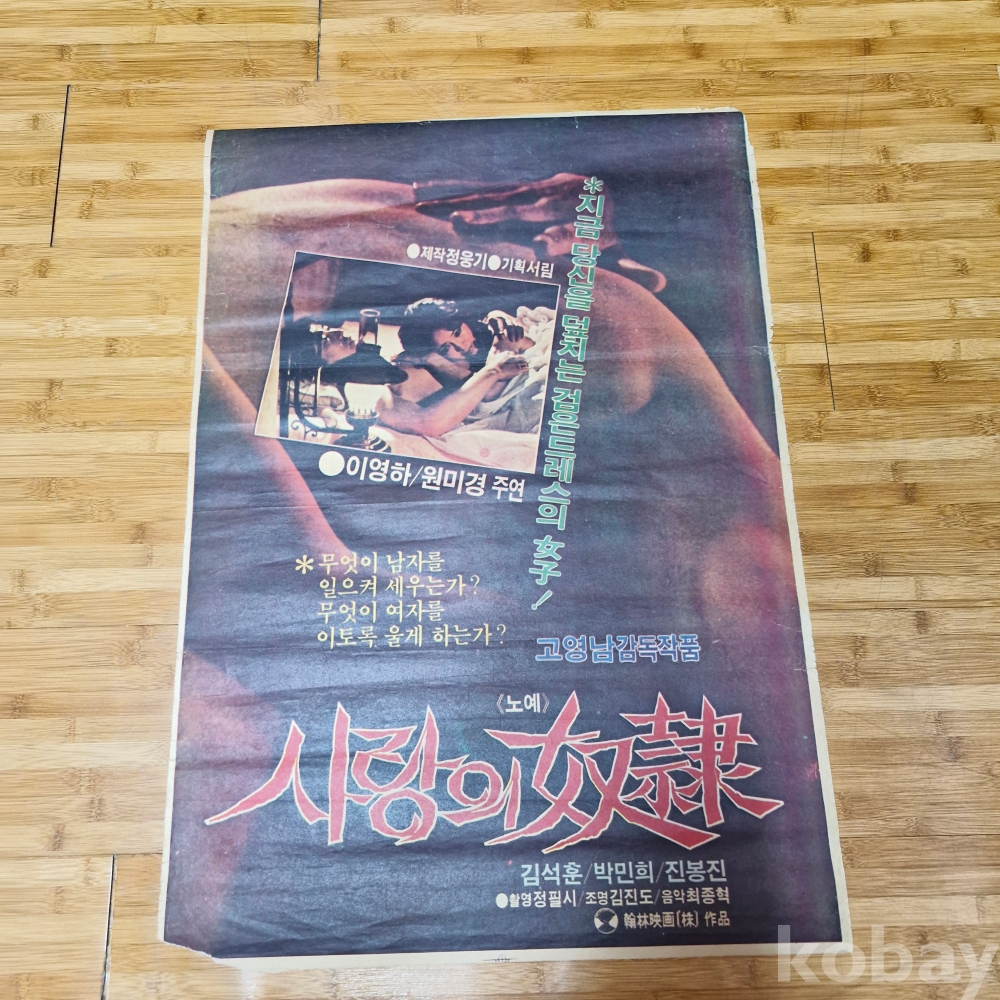 ●제작정웅기●기획서림
*지금 당신을 덮치는 검은드레스의 女子!
●이영하/원미경 주연
*무엇이 남자를
일으켜 세우는가?
무엇이 여자를
이토록 울게 하는가?
고영남감독작품
《노예》
사랑의奴隷
김석훈/박민희/진봉진
●촬영정필시/조명김진도/음악최종혁
翰林映画(株)作品
kobay